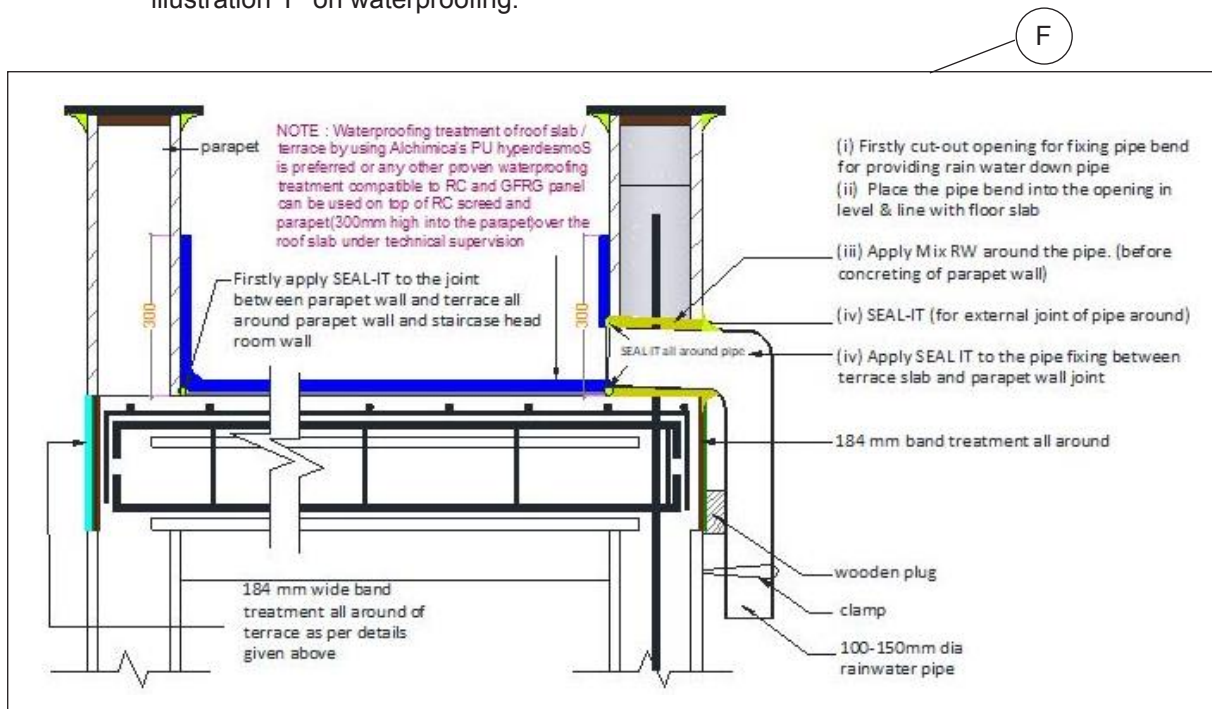 illustration 'F' on waterproofing.
F
NOTE : Waterproofing treatment of roof slab /
terrace by using Alchimica's PU hyperdesmoS
is preferred or any other proven waterproofing
treatment compatible to RC and GFRG panel
can be used on top of RC screed and
parapet(300mm high into the parapet)over the
roof slab under technical supervision
parapet
Firstly apply SEAL-IT to the joint
between parapet wall and terrace all
around parapet wall and staircase head
room wall
300
300
SEAL IT all around pipe
(i) Firstly cut-out opening for fixing pipe bend
for providing rain water down pipe
(ii) Place the pipe bend into the opening in
level & line with floor slab
(iii) Apply Mix RW around the pipe. (before
concreting of parapet wall)
(iv) SEAL-IT (for external joint of pipe around)
(iv) Apply SEAL IT to the pipe fixing between
terrace slab and parapet wall joint
184 mm band treatment all around
wooden plug
clamp
100-150mm dia
rainwater pipe
184 mm wide band
treatment all around of
terrace as per details
given above